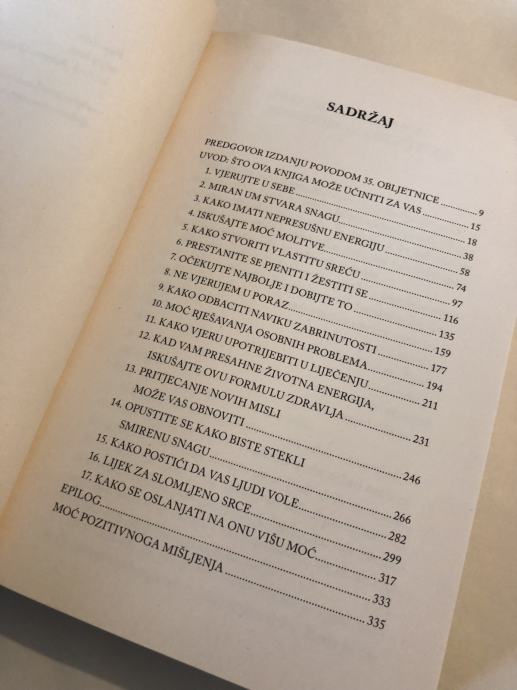 SADRŽAJ
PREDGOVOR IZDANJU POVODOM 35. OBLJETNICE 9
UVOD: ŠTO OVA KNJIGA MOŽE UČINITI ZA VAS 15
1. VJERUJTE U SEBE 18
2. MIRAN UM STVARA SNAGU 38
3. KAKO IMATI NEPRESUŠNU ENERGIJU 58
4. ISKUŠAJTE MOĆ MOLITVE 74
5. KAKO STVORITI VLASTITU SREĆU 97
6. PRESTANITE SE PJENITI I ŽESTITI SE 116
7. OČEKUJTE NAJBOLJE I DOBIJTE TO 135
8. NE VJERUJEM U PORAZ 159
9. KAKO ODBACITI NAVIKU ZABRINUTOSTI 177
10. MOĆ RJEŠAVANJA OSOBNIH PROBLEMA 194
11. KAKO VJERU UPOTRIJEBITI U LIJEČENJU 211
12. KAD VAM PRESAHNE ŽIVOTNA ENERGIJA,
ISKUŠAJTE OVU FORMULU ZDRAVLJA 231
13. PRITJECANJE NOVIH MISLI
MOŽE VAS OBNOVITI 246
14. OPUSTITE SE KAKO BISTE STEKLI
SMIRENU SNAGU 266
15. KAKO POSTIĆI DA VAS LJUDI VOLE 282
16. LIJEK ZA SLOMLJENO SRCE 299
17. KAKO SE OSLANJATI NA ONU VIŠU MOĆ 317
EPILOG 333
MOĆ POZITIVNOGA MIŠLJENJA 335